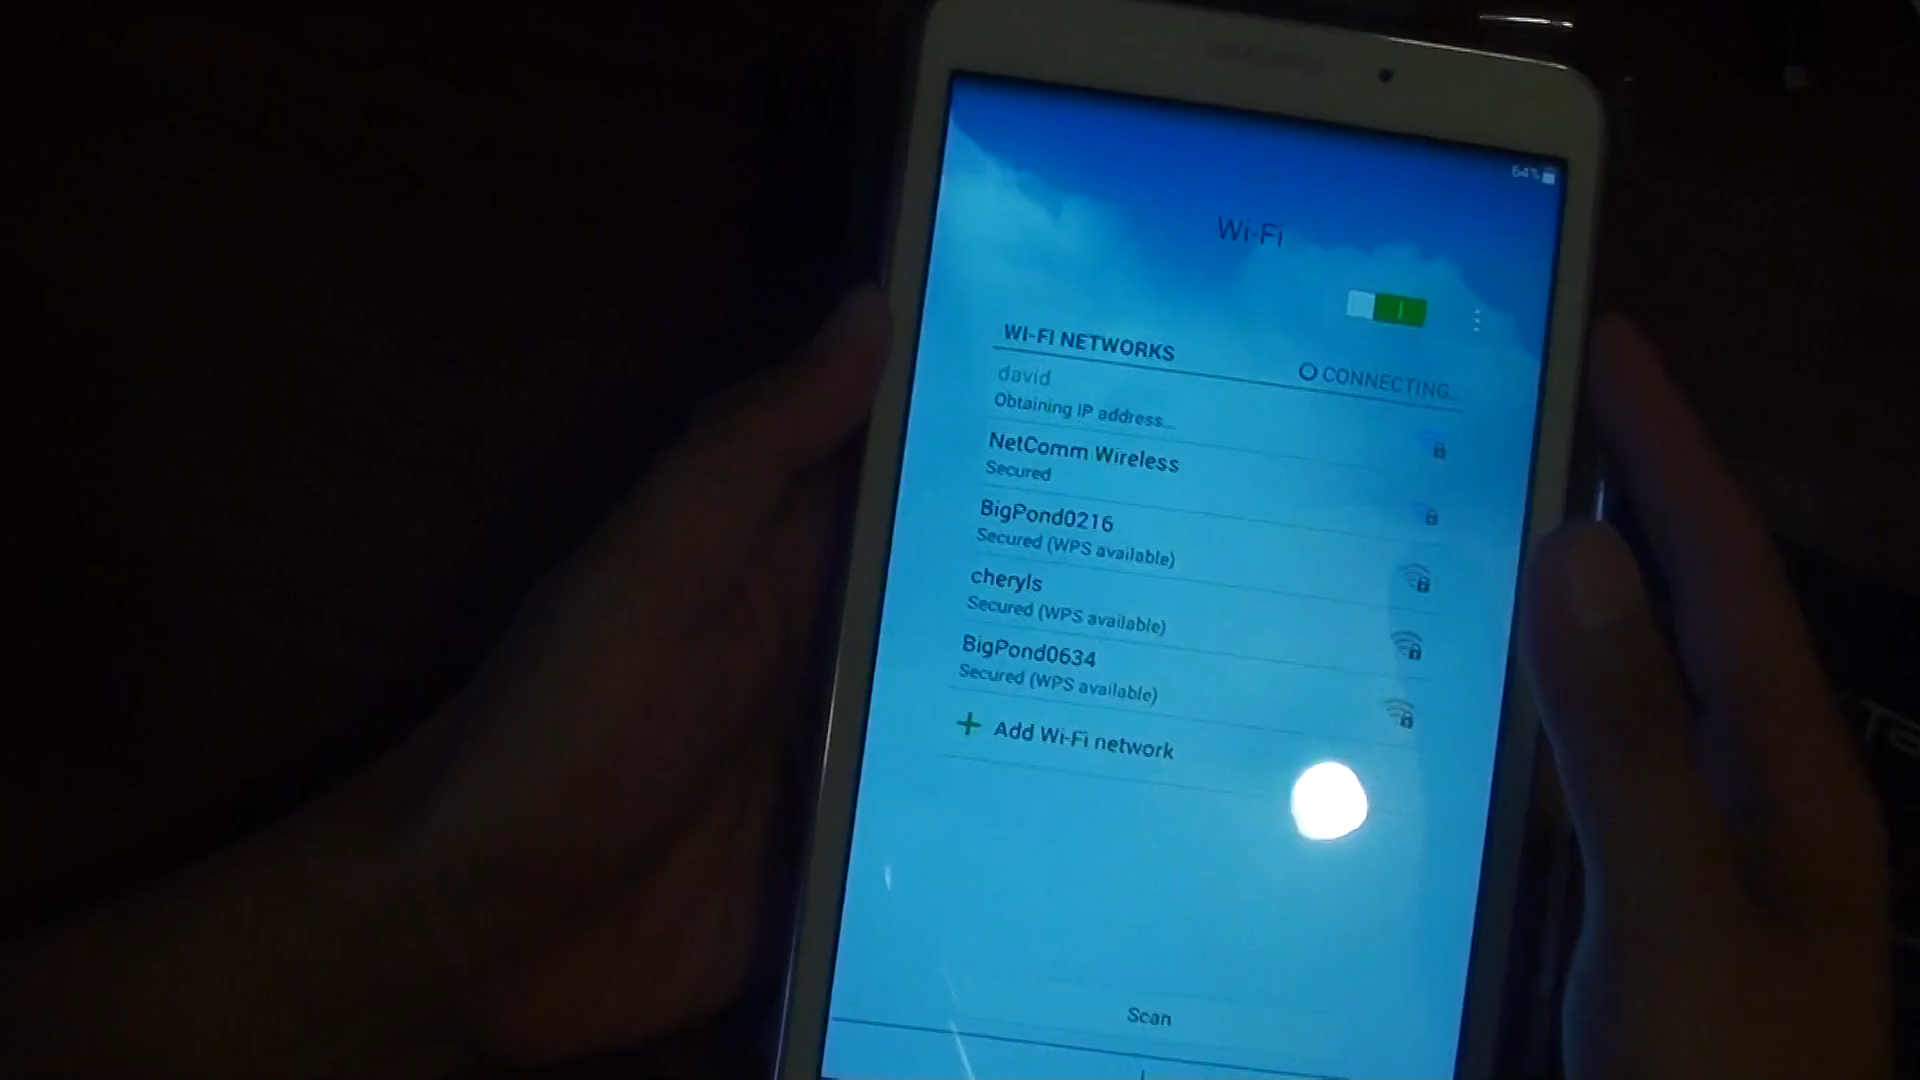 64%
Wi-Fi
WI-FI NETWORKS
CONNECTING...
david
Obtaining IP address...
NetComm Wireless
Secured
BigPond0216
Secured (WPS available)
cheryls
Secured (WPS available)
BigPond0634
Secured (WPS available)
Add Wi-Fi network
Scan